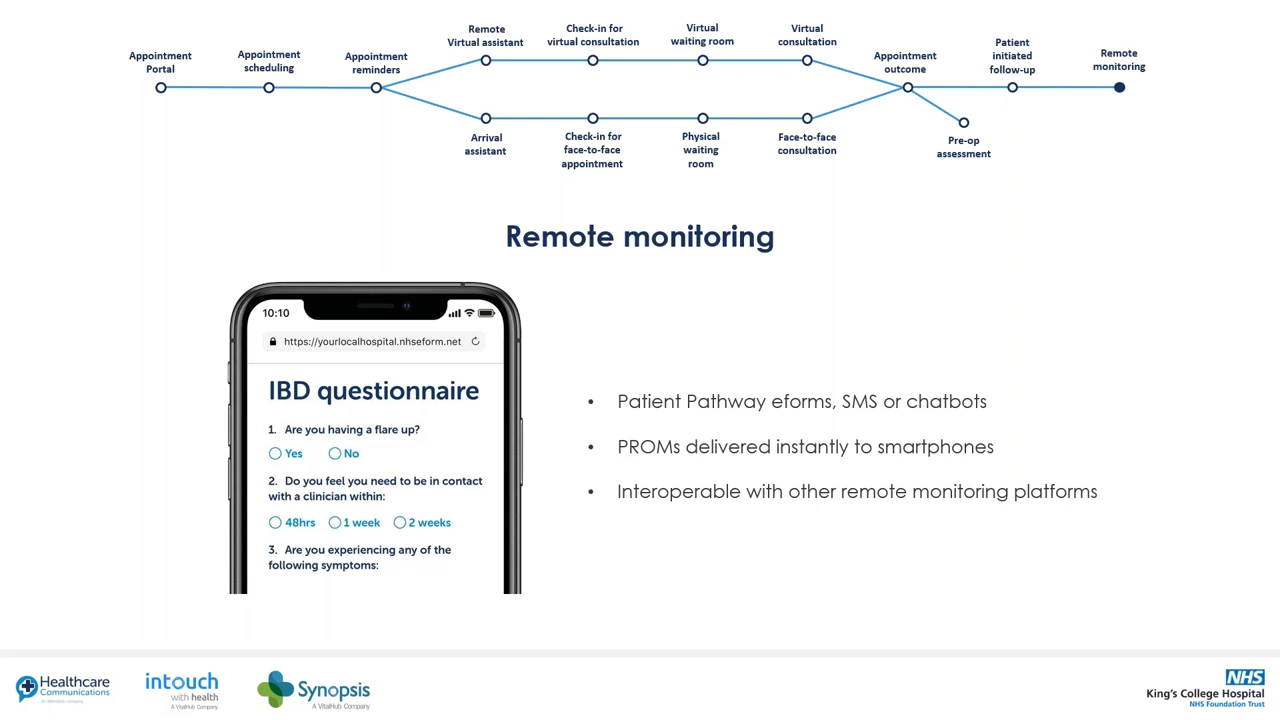 Appointment
Portal
Appointment
scheduling
Appointment
reminders
Remote
Virtual assistant
Check-in for
virtual consultation
Virtual
waiting room
Virtual
consultation
Arrival
assistant
Check-in for
face-to-face
appointment
Physical
waiting
room
Face-to-face
consultation
Appointment
outcome
Pre-op
assessment
Patient
initiated
follow-up
Remote
monitoring
Remote monitoring
10:10
https://yourlocalhospital.nhseform.net
IBD questionnaire
1. Are you having a flare up?
Yes No
2. Do you feel you need to be in contact
with a clinician within:
48hrs 1 week 2 weeks
3. Are you experiencing any of the
following symptoms:
• Patient Pathway eforms, SMS or chatbots
• PROMs delivered instantly to smartphones
• Interoperable with other remote monitoring platforms
Healthcare
Communications
intouch
with health
A VitalHub Company
Synopsis
A VitalHub Company
NHS
King's College Hospital
NHS Foundation Trust